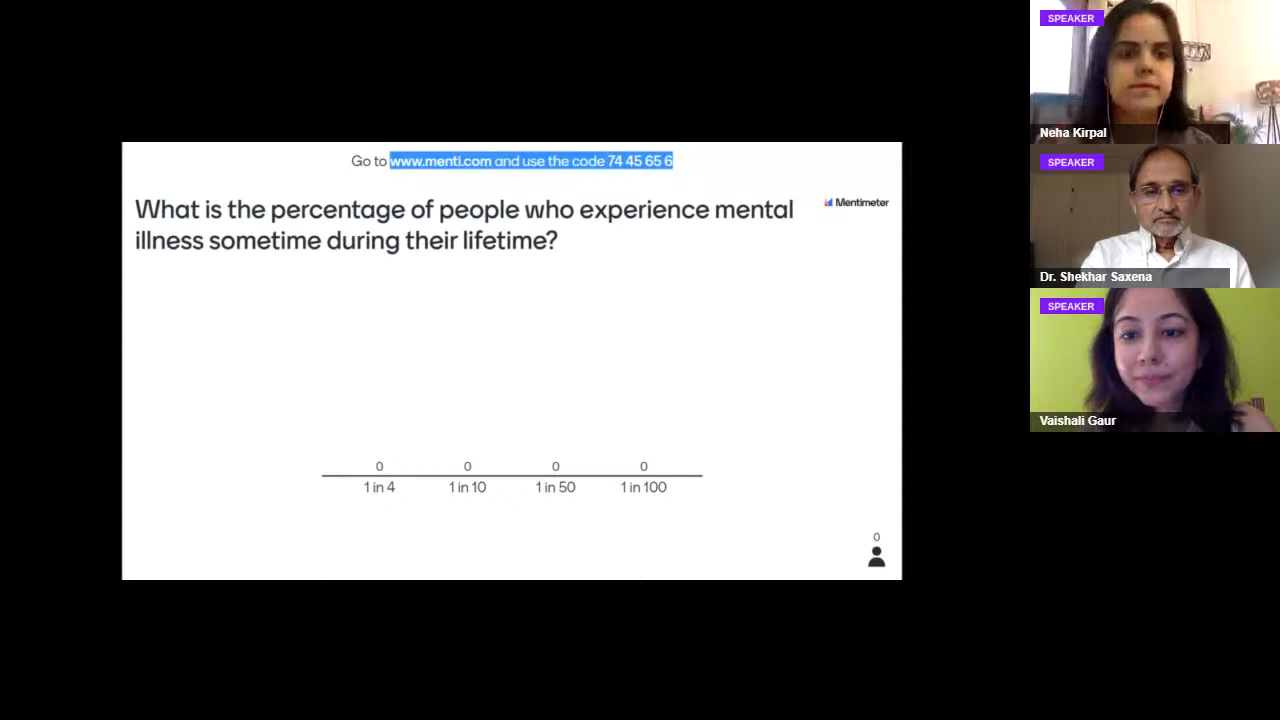 Go to www.menti.com and use the code 74 45 65 6
What is the percentage of people who experience mental
illness sometime during their lifetime?
Mentimeter
0 0 0 0
1 in 4 1 in 10 1 in 50 1 in 100
0
SPEAKER
Neha Kirpal
SPEAKER
Dr. Shekhar Saxena
SPEAKER
Vaishali Gaur